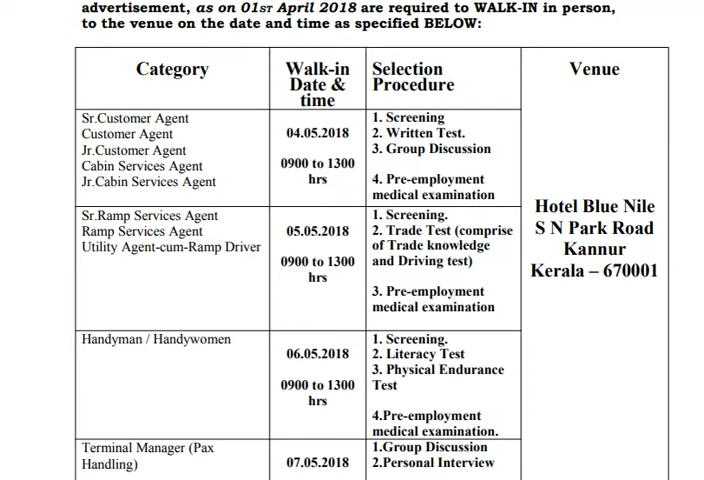 advertisement, as on 01ST April 2018 are required to WALK-IN in person,
to the venue on the date and time as specified BELOW:
Category
Walk-in
Date &
time
Selection
Procedure
Venue
Sr.Customer Agent
Customer Agent
Jr.Customer Agent
Cabin Services Agent
Jr.Cabin Services Agent
04.05.2018
0900 to 1300
hrs
1. Screening
2. Written Test.
3. Group Discussion
4. Pre-employment
medical examination
Sr.Ramp Services Agent
Ramp Services Agent
Utility Agent-cum-Ramp Driver
05.05.2018
0900 to 1300
hrs
1. Screening.
2. Trade Test (comprise
of Trade knowledge
and Driving test)
3. Pre-employment
medical examination
Handyman / Handywomen
06.05.2018
0900 to 1300
hrs
1. Screening.
2. Literacy Test
3. Physical Endurance
Test
4.Pre-employment
medical examination.
Terminal Manager (Pax
Handling)
07.05.2018
1.Group Discussion
2.Personal Interview
Hotel Blue Nile
S N Park Road
Kannur
Kerala – 670001